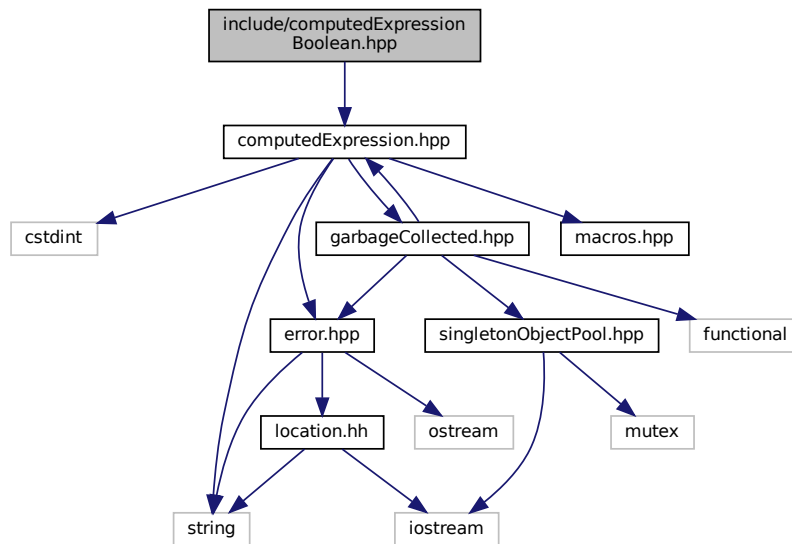 include/computedExpression
Boolean.hpp
computedExpression.hpp
cstdint
garbageCollected.hpp
macros.hpp
error.hpp
singletonObjectPool.hpp
functional
location.hh
ostream
mutex
string
iostream